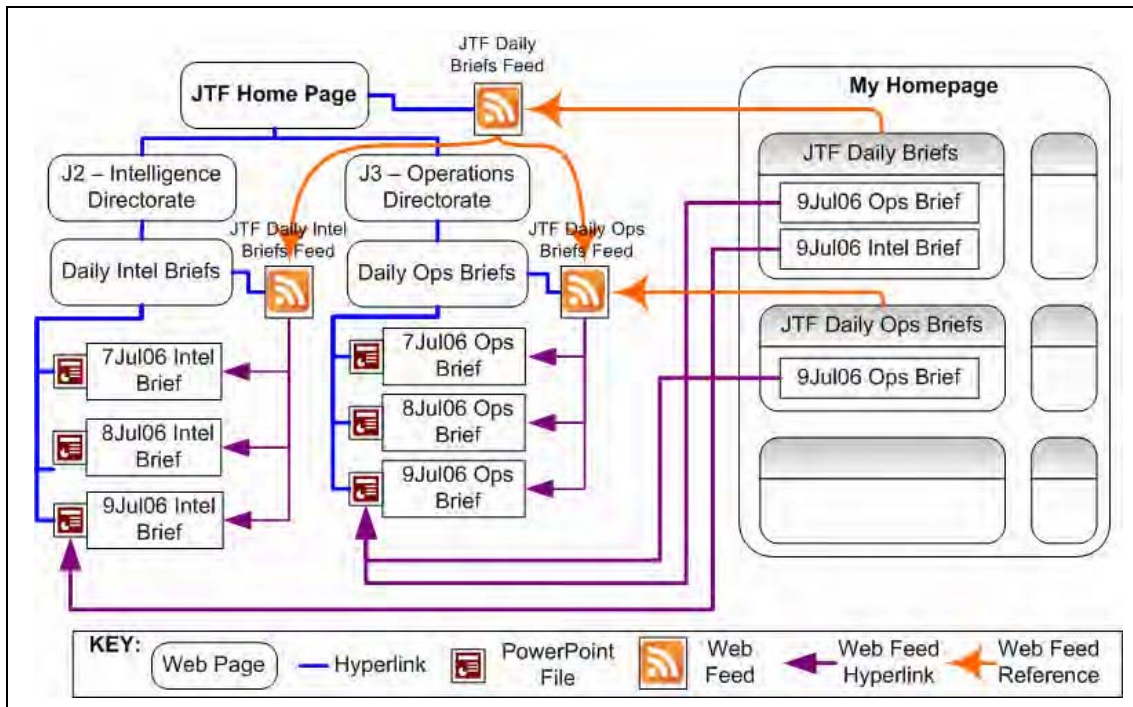 JTF Daily
Briefs Feed
JTF Home Page
My Homepage
J2 – Intelligence
Directorate
J3 – Operations
Directorate
JTF Daily Briefs
9Jul06 Ops Brief
9Jul06 Intel Brief
JTF Daily Intel
Briefs Feed
JTF Daily Ops
Briefs Feed
Daily Intel Briefs
Daily Ops Briefs
JTF Daily Ops Briefs
9Jul06 Ops Brief
7Jul06 Intel
Brief
8Jul06 Intel
Brief
9Jul06 Intel
Brief
7Jul06 Ops
Brief
8Jul06 Ops
Brief
9Jul06 Ops
Brief
KEY:
Web Page
Hyperlink
PowerPoint
File
Web
Feed
Web Feed
Hyperlink
Web Feed
Reference